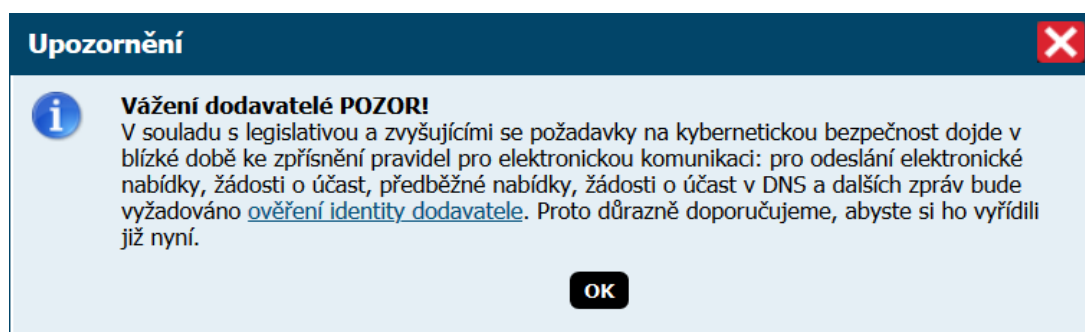 Upozornění
Vážení dodavatelé POZOR!
V souladu s legislativou a zvyšujícími se požadavky na kybernetickou bezpečnost dojde v
blízké době ke zpřísnění pravidel pro elektronickou komunikaci: pro odeslání elektronické
nabídky, žádosti o účast, předběžné nabídky, žádosti o účast v DNS a dalších zpráv bude
vyžadováno ověření identity dodavatele. Proto důrazně doporučujeme, abyste si ho vyřídili
již nyní.
OK